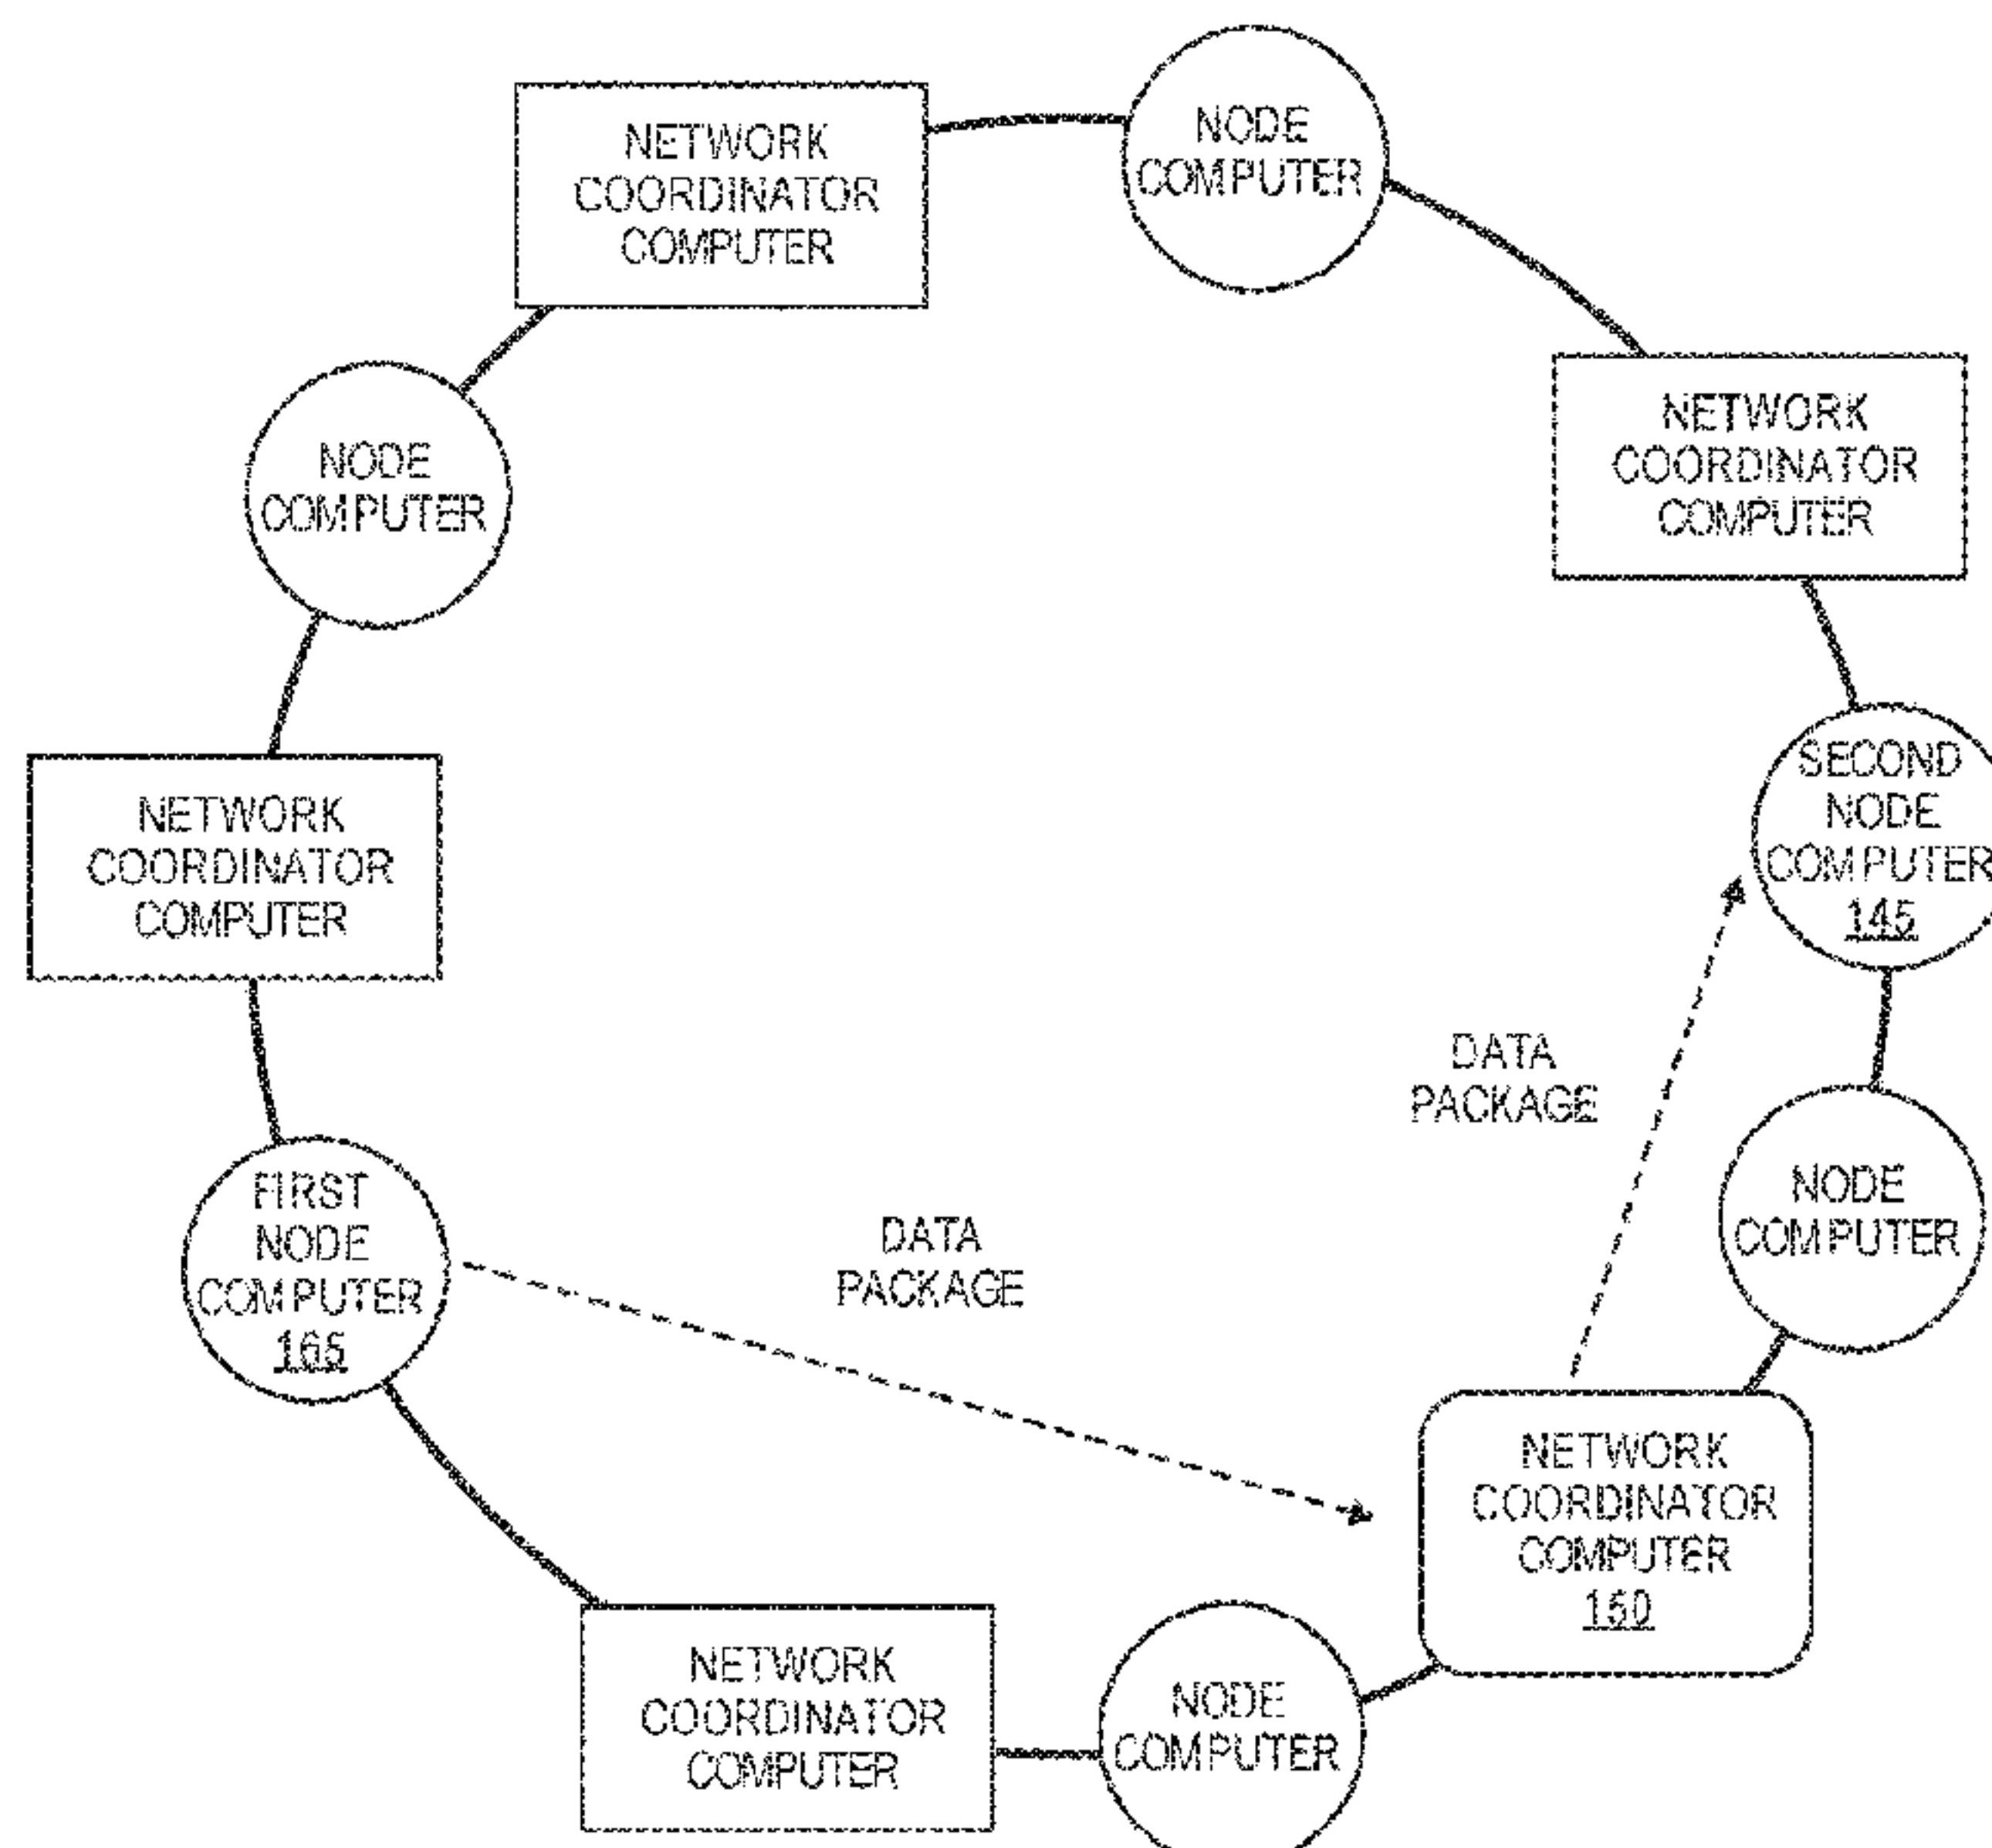 NODE
COMPUTER
NETWORK
COORDINATOR
COMPUTER
NETWORK
COORDINATOR
COMPUTER
NODE
COMPUTER
SECOND
NODE
COMPUTER
145
NETWORK
COORDINATOR
COMPUTER
DATA
PACKAGE
FIRST
NODE
COMPUTER
165
DATA
PACKAGE
NODE
COMPUTER
NETWORK
COORDINATOR
COMPUTER
150
NETWORK
COORDINATOR
COMPUTER
NODE
COMPUTER